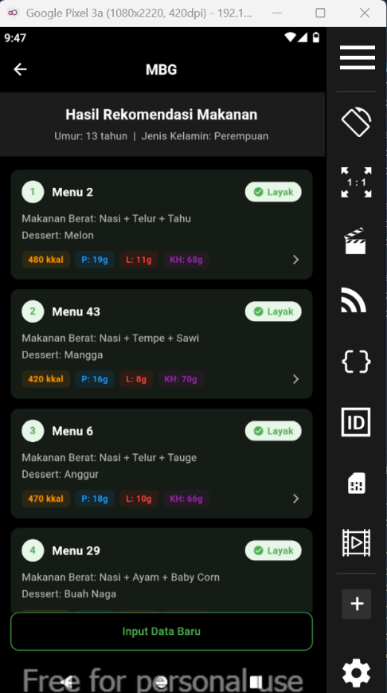 Google Pixel 3a (1080x2220, 420dpi) - 192.1...
9:47
MBG
Hasil Rekomendasi Makanan
Umur: 13 tahun | Jenis Kelamin: Perempuan
1 Menu 2 Layak
Makanan Berat: Nasi + Telur + Tahu
Dessert: Melon
480 kkal P: 19g L: 11g KH: 68g
2 Menu 43 Layak
Makanan Berat: Nasi + Tempe + Sawi
Dessert: Mangga
420 kkal P: 16g L: 8g KH: 70g
3 Menu 6 Layak
Makanan Berat: Nasi + Telur + Tauge
Dessert: Anggur
470 kkal P: 18g L: 10g KH: 66g
4 Menu 29 Layak
Makanan Berat: Nasi + Ayam + Baby Corn
Dessert: Buah Naga
Input Data Baru
Free for personal use
1 : 1
ID